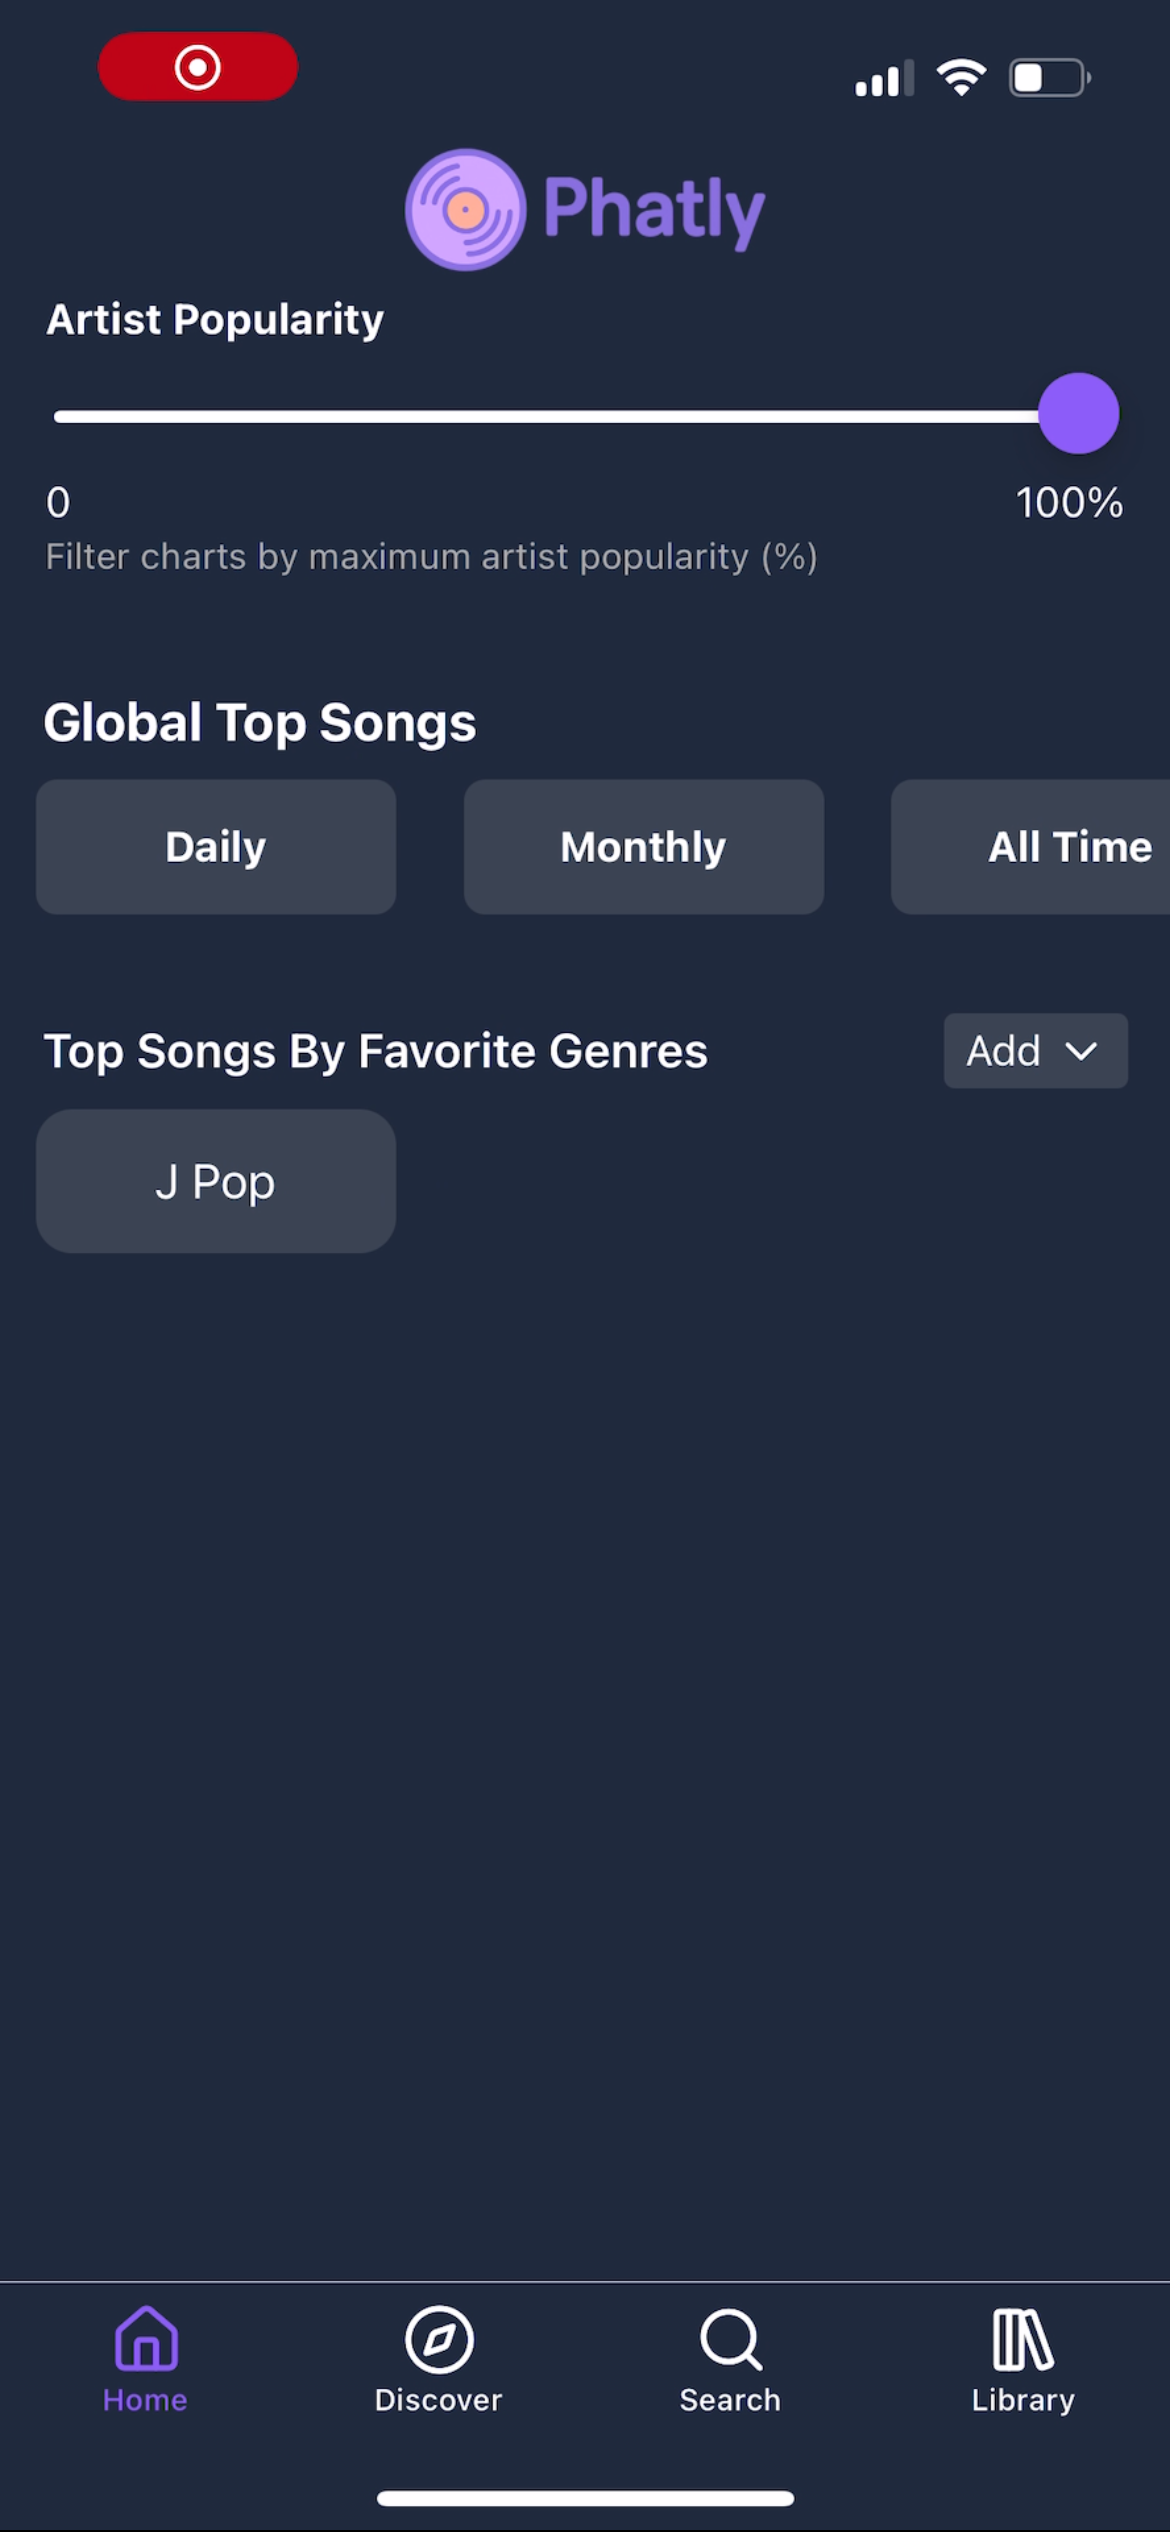 Phatly
Artist Popularity
0
100%
Filter charts by maximum artist popularity (%)
Global Top Songs
Daily
Monthly
All Time
Top Songs By Favorite Genres
Add
J Pop
Home
Discover
Search
Library